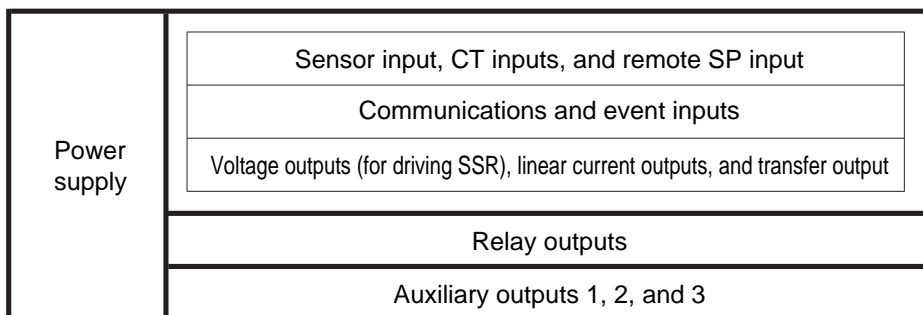 Power
supply
Sensor input, CT inputs, and remote SP input
Communications and event inputs
Voltage outputs (for driving SSR), linear current outputs, and transfer output
Relay outputs
Auxiliary outputs 1, 2, and 3